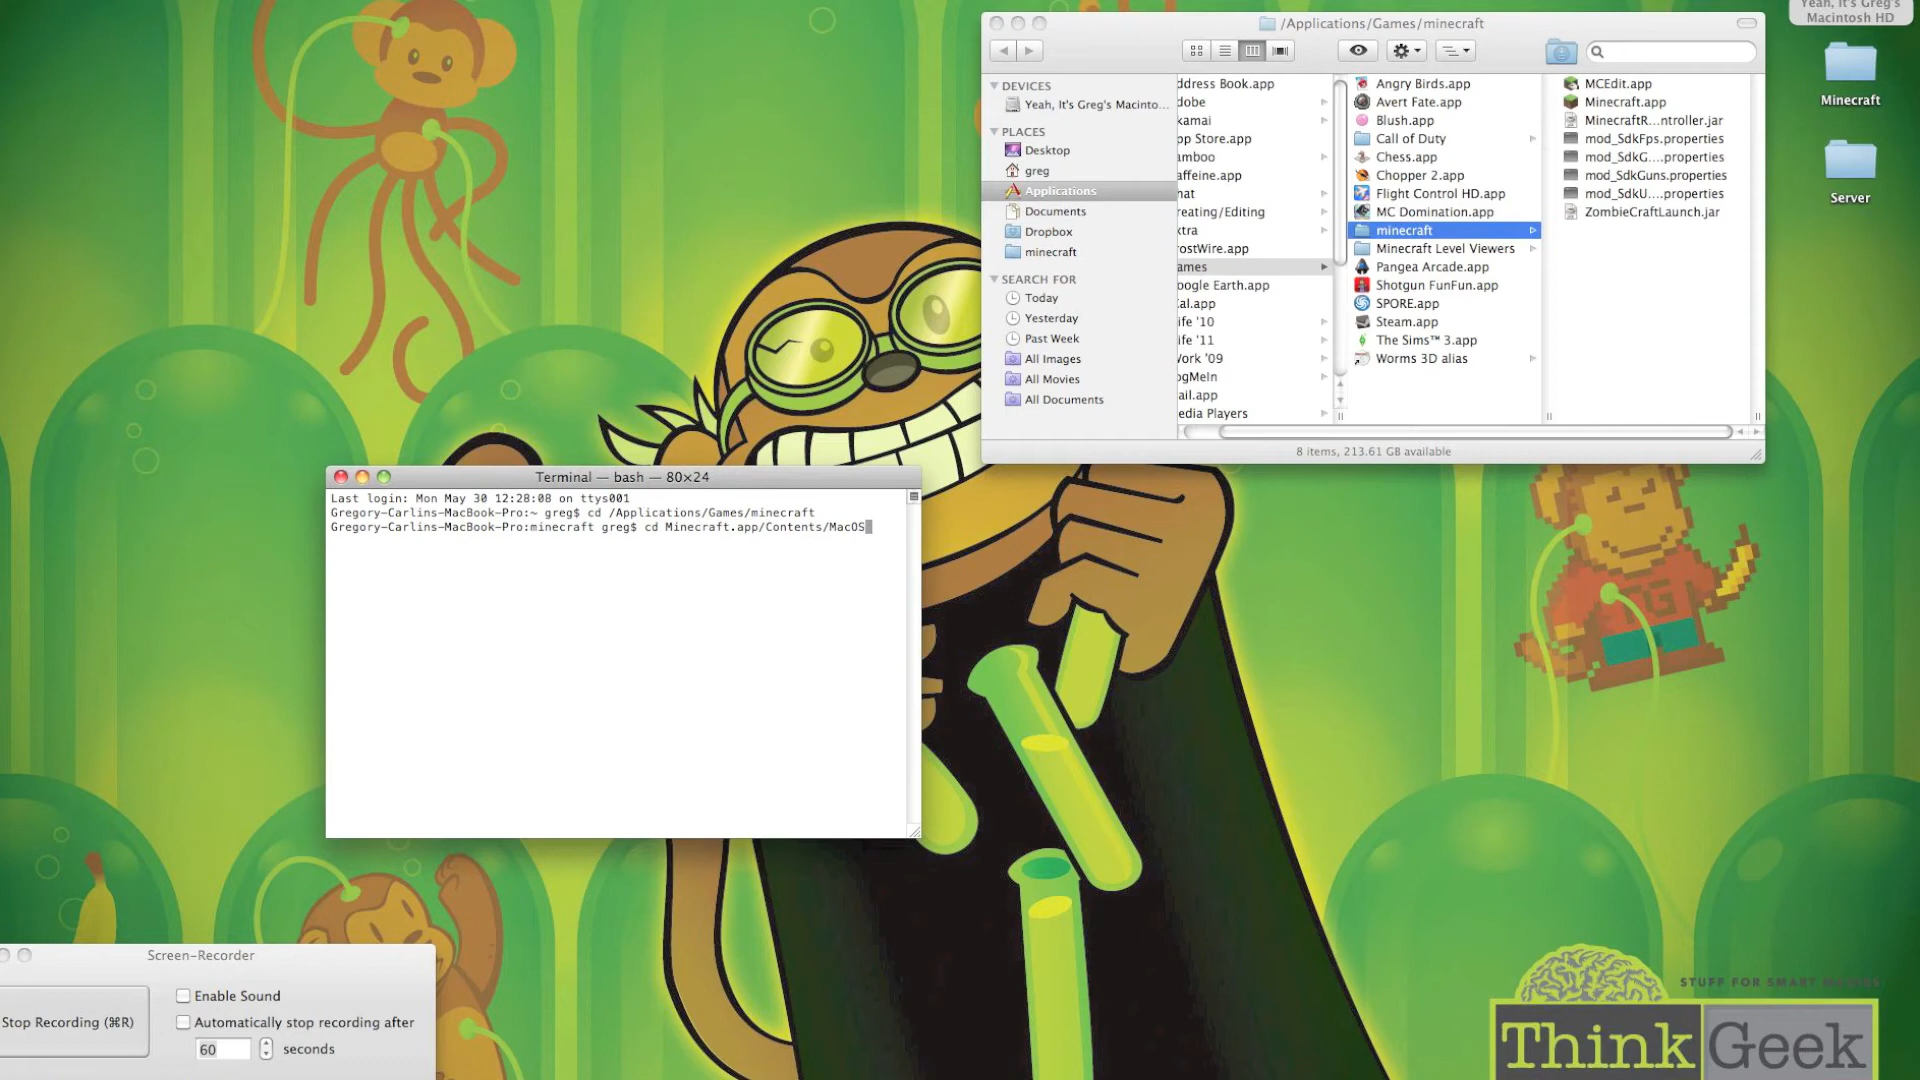 /Applications/Games/minecraft
DEVICES
Yeah, It's Greg's Macinto...
PLACES
Desktop
greg
Applications
Documents
Dropbox
minecraft
SEARCH FOR
Today
Yesterday
Past Week
All Images
All Movies
All Documents
ddress Book.app
dobe
kamai
pp Store.app
amboo
affeine.app
hat
reating/Editing
xtra
rostWire.app
ames
oogle Earth.app
al.app
ife '10
ife '11
Work '09
ogMeIn
ail.app
edia Players
Angry Birds.app
Avert Fate.app
Blush.app
Call of Duty
Chess.app
Chopper 2.app
Flight Control HD.app
MC Domination.app
minecraft
Minecraft Level Viewers
Pangea Arcade.app
Shotgun FunFun.app
SPORE.app
Steam.app
The Sims™ 3.app
Worms 3D alias
MCEdit.app
Minecraft.app
MinecraftR...ntroller.jar
mod_SdkFps.properties
mod_SdkG....properties
mod_SdkGuns.properties
mod_SdkU....properties
ZombieCraftLaunch.jar
8 items, 213.61 GB available
Yeah, It's Greg's
Macintosh HD
Minecraft
Server
Terminal — bash — 80×24
Last login: Mon May 30 12:28:08 on ttys001
Gregory-Carlins-MacBook-Pro:~ greg$ cd /Applications/Games/minecraft
Gregory-Carlins-MacBook-Pro:minecraft greg$ cd Minecraft.app/Contents/MacOS
Screen-Recorder
Stop Recording (⌘R)
Enable Sound
Automatically stop recording after
60 seconds
TG
STUFF FOR SMART MASSES
ThinkGeek